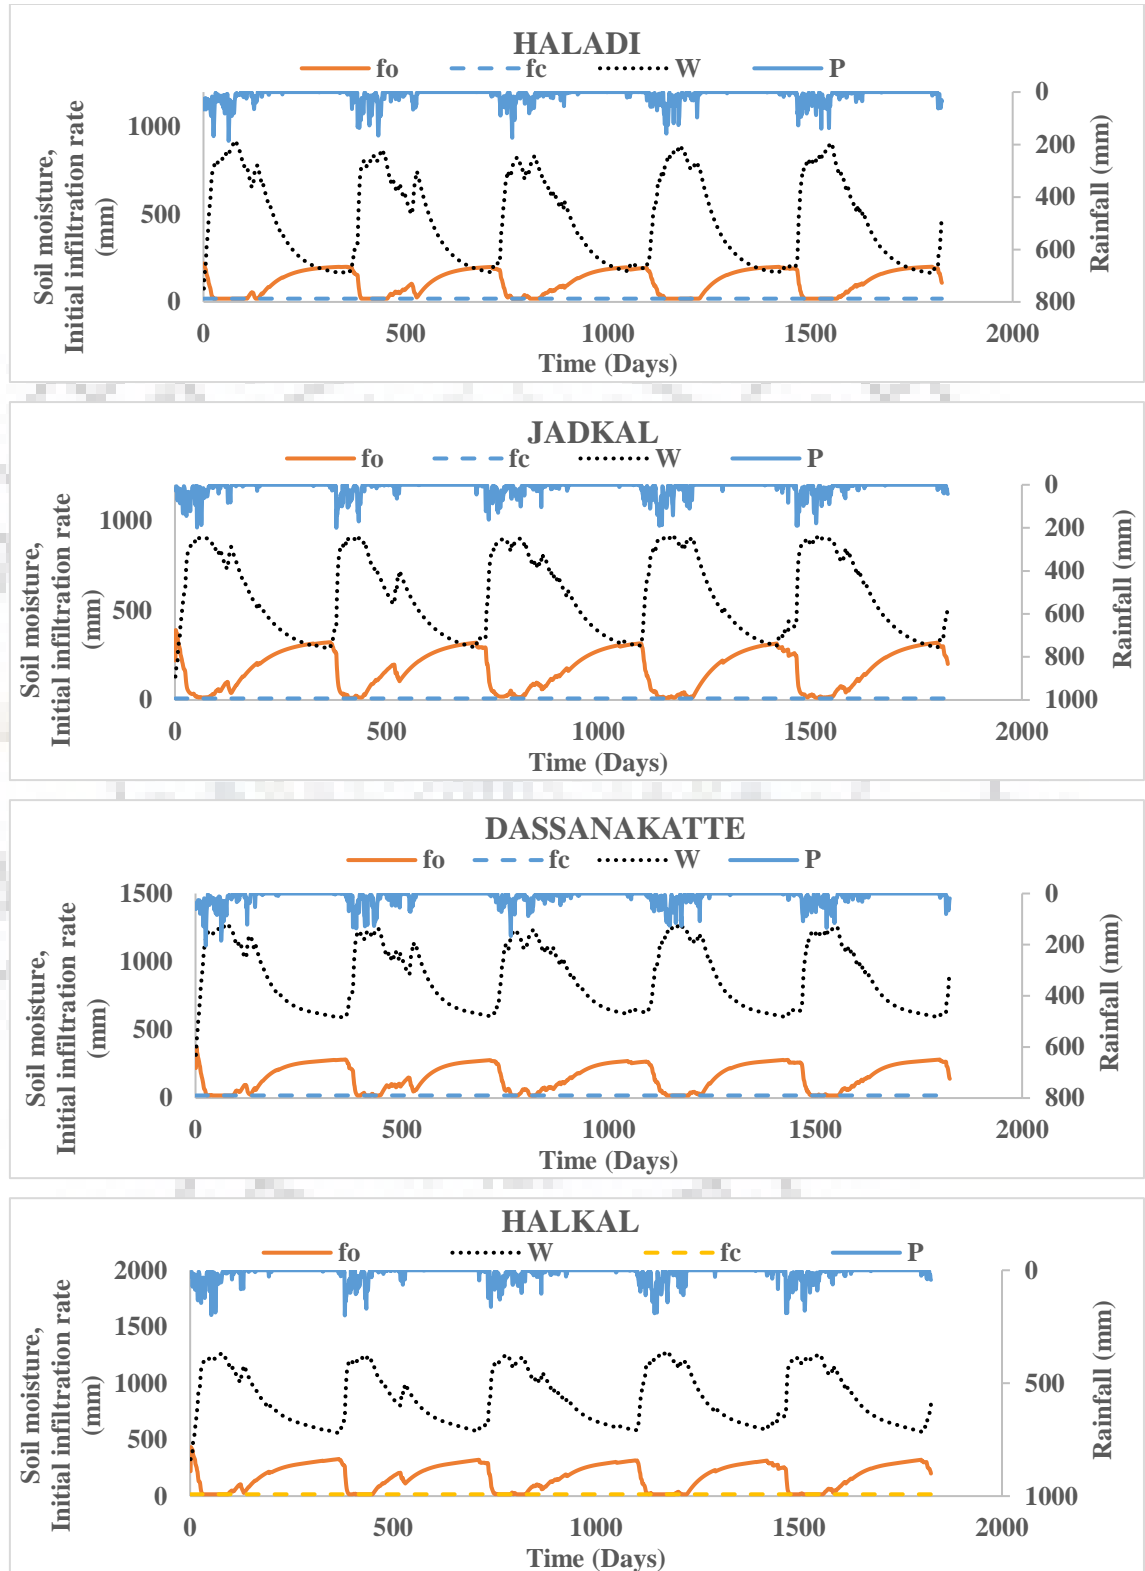 HALADI
fo fc W P
Soil moisture,
Initial infiltration rate
(mm)
1000
500
0
0
200
400
600
800
Rainfall (mm)
0 500 1000 1500 2000
Time (Days)
JADKAL
fo fc W P
Soil moisture,
Initial infiltration rate
(mm)
1000
500
0
0
200
400
600
800
1000
Rainfall (mm)
0 500 1000 1500 2000
Time (Days)
DASSANAKATTE
fo fc W P
Soil moisture,
Initial infiltration rate
(mm)
1500
1000
500
0
0
200
400
600
800
Rainfall (mm)
0 500 1000 1500 2000
Time (Days)
HALKAL
fo W fc P
Soil moisture,
Initial infiltration rate
(mm)
2000
1500
1000
500
0
0
500
1000
Rainfall (mm)
0 500 1000 1500 2000
Time (Days)